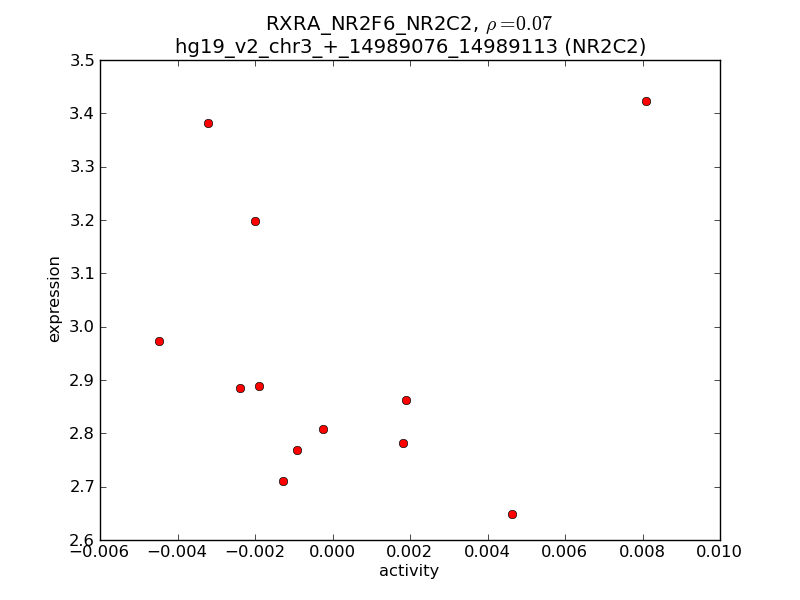 RXRA_NR2F6_NR2C2, ρ=0.07
hg19_v2_chr3_+_14989076_14989113 (NR2C2)
3.5
3.4
3.3
3.2
3.1
3.0
2.9
2.8
2.7
2.6
expression
−0.006 −0.004 −0.002 0.000 0.002 0.004 0.006 0.008 0.010
activity